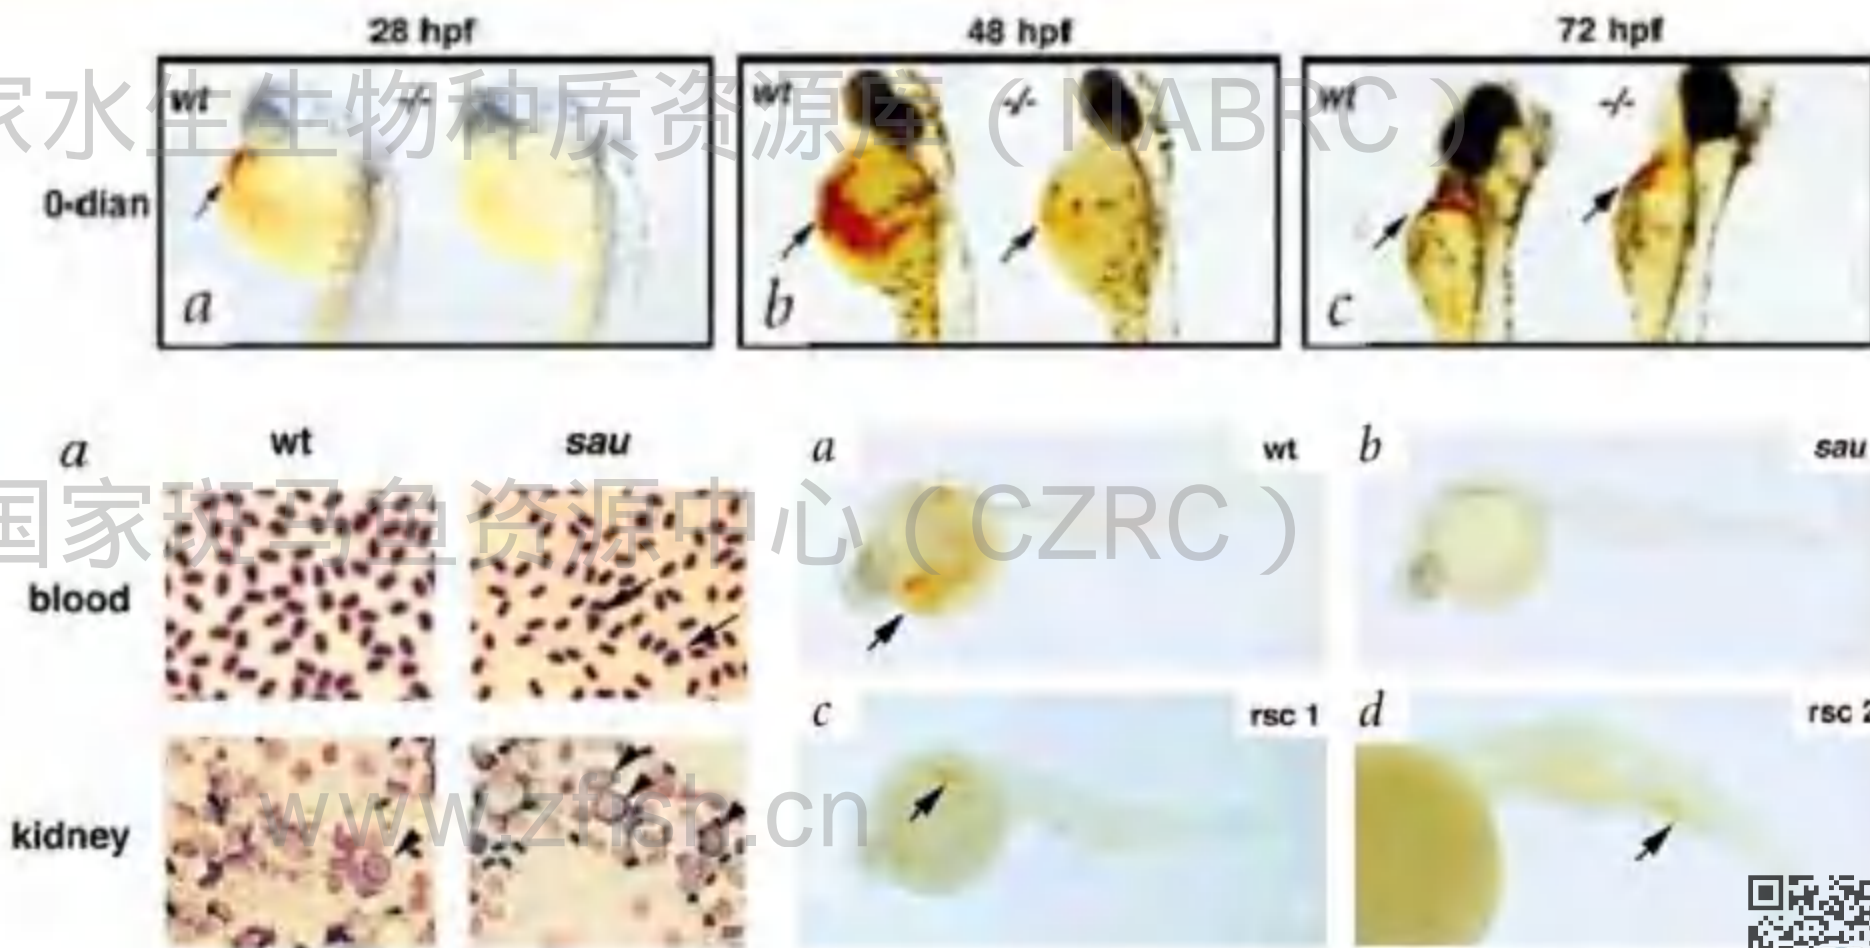 28 hpf 48 hpf 72 hpf
wt -/- wt -/- wt -/-
家水生生物种质资源库（NABRC）
0-dian
a b c
a wt sau a wt b sau
国家斑马鱼资源中心（CZRC）
blood
c rsc 1 d rsc 2
www.zfish.cn
kidney